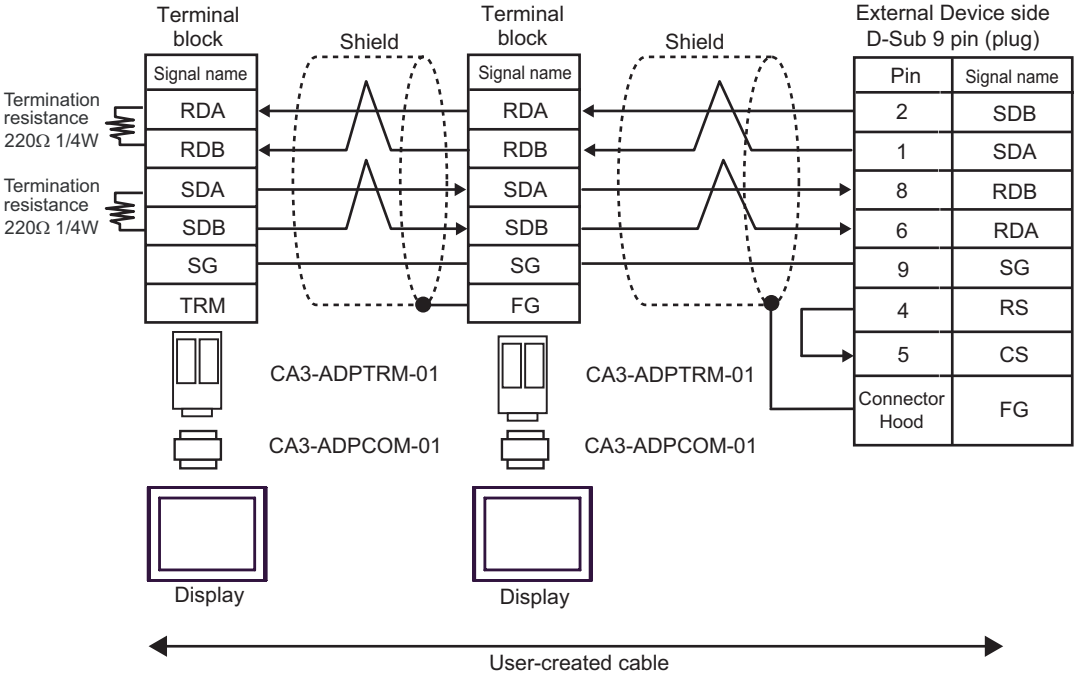 Terminal
block
Shield
Terminal
block
Shield
External Device side
D-Sub 9 pin (plug)
Termination
resistance
220Ω 1/4W
Termination
resistance
220Ω 1/4W
Signal name
RDA
RDB
SDA
SDB
SG
TRM
Signal name
RDA
RDB
SDA
SDB
SG
FG
Pin Signal name
2 SDB
1 SDA
8 RDB
6 RDA
9 SG
4 RS
5 CS
Connector
Hood
FG
CA3-ADPTRM-01
CA3-ADPCOM-01
Display
CA3-ADPTRM-01
CA3-ADPCOM-01
Display
User-created cable